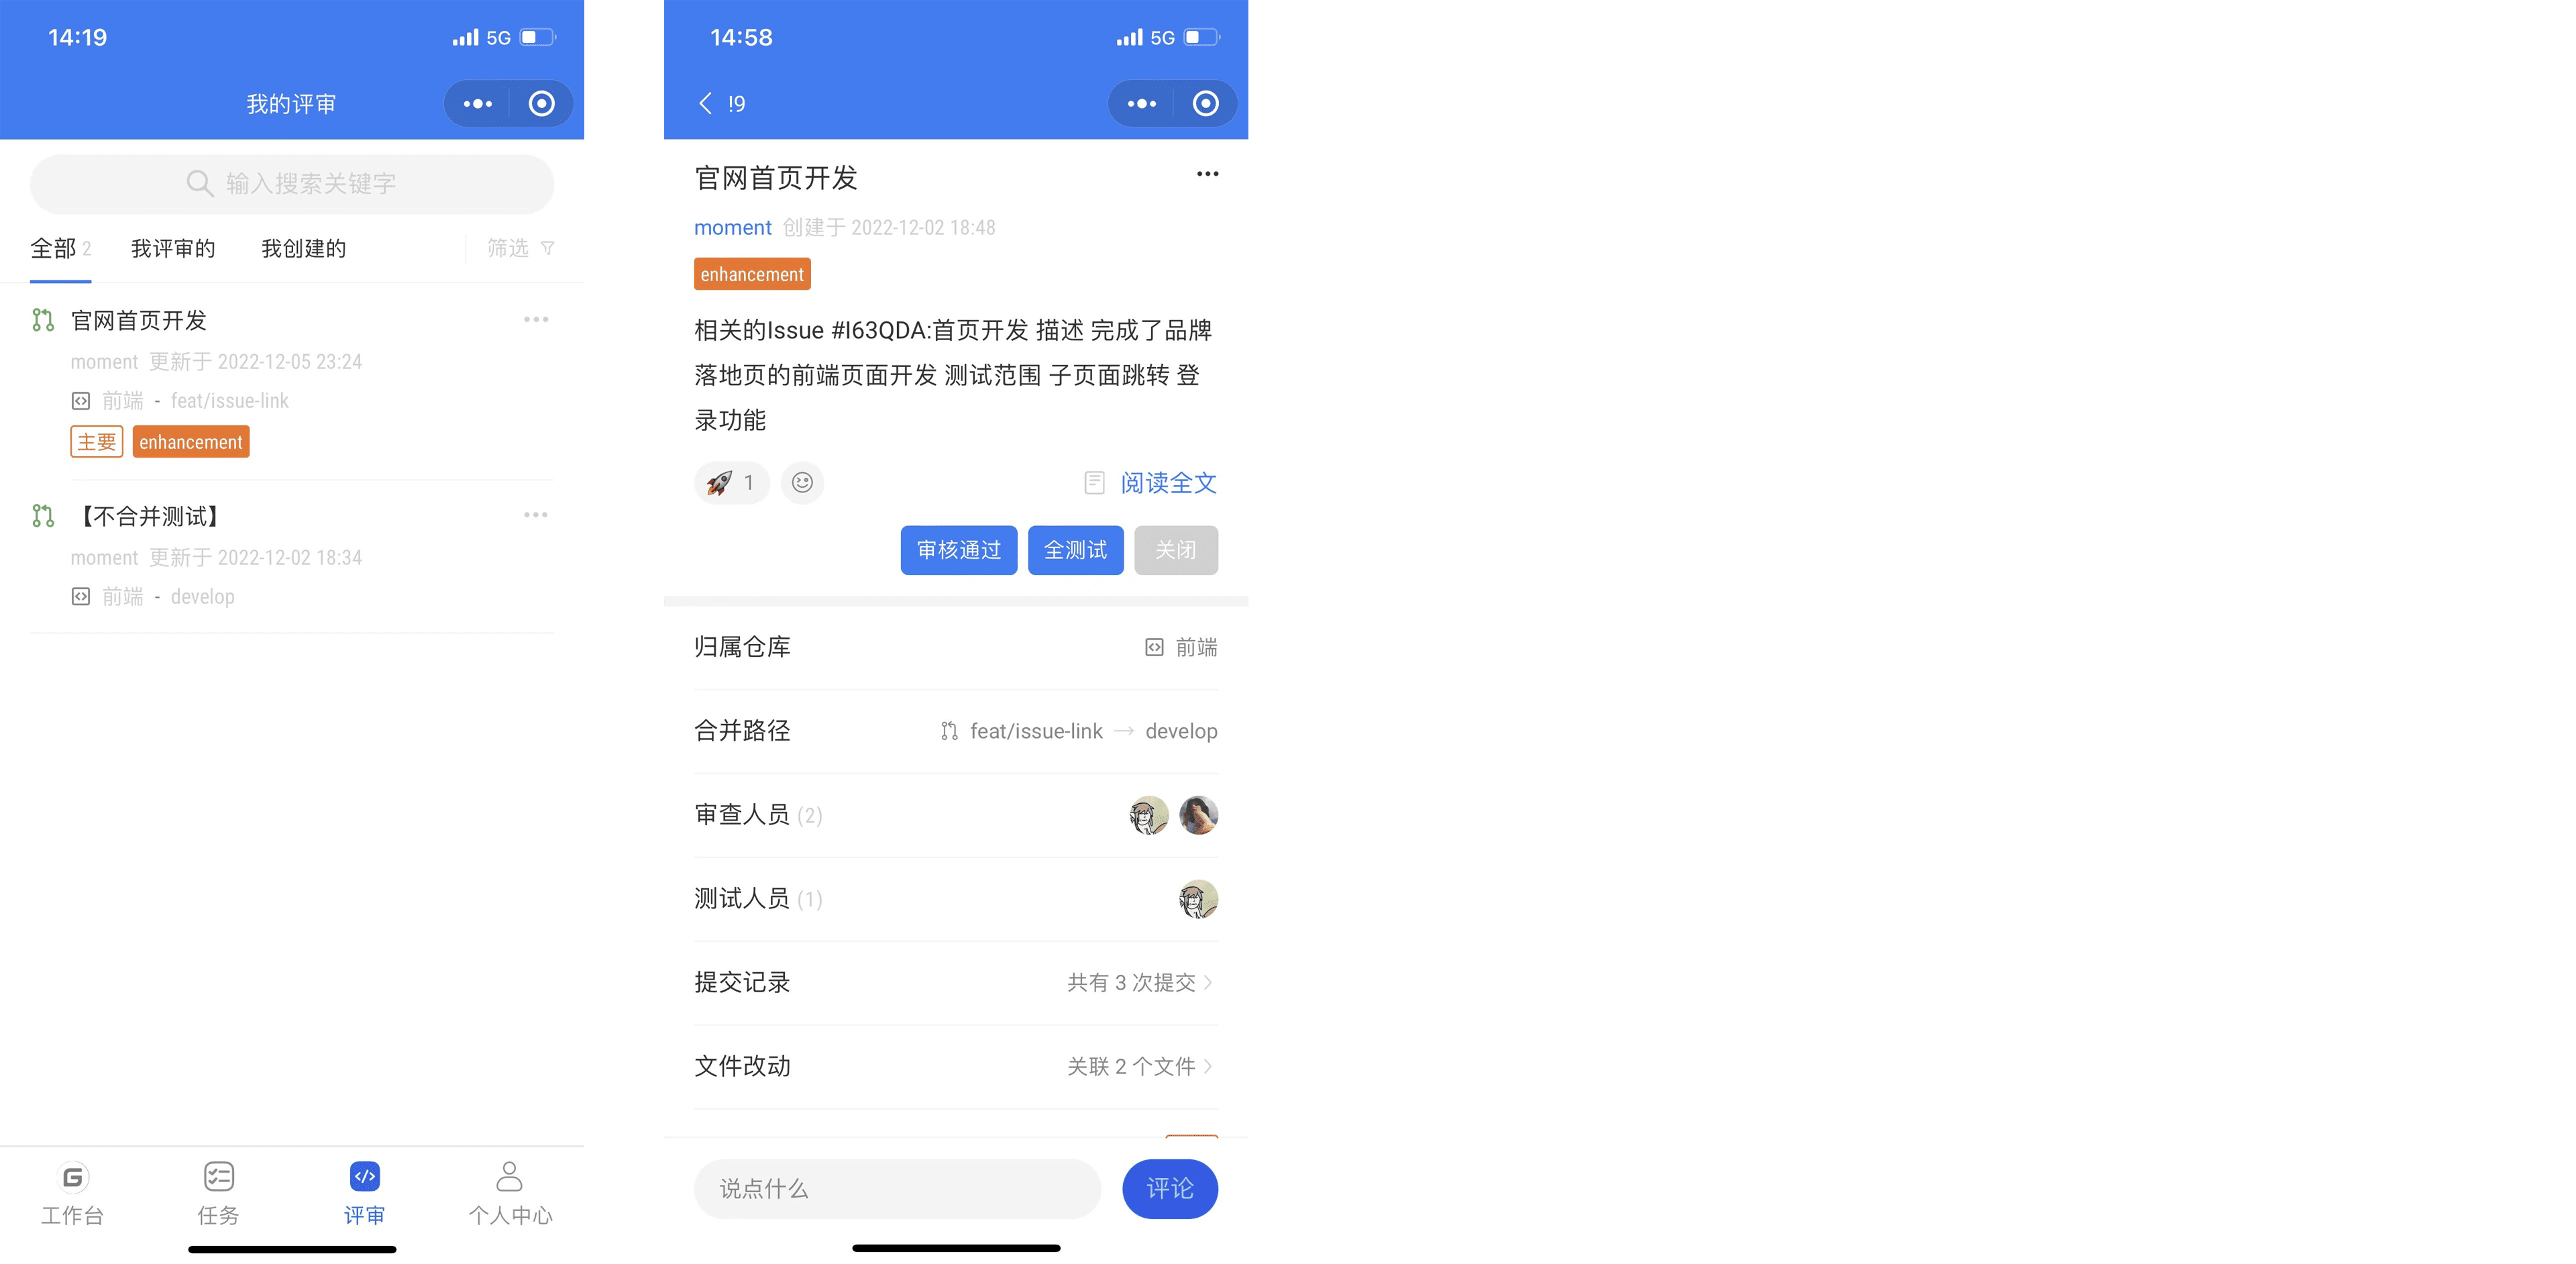 14:19
5G
我的评审
输入搜索关键字
全部 2
我评审的
我创建的
筛选
官网首页开发
moment 更新于 2022-12-05 23:24
前端 - feat/issue-link
主要 enhancement
【不合并测试】
moment 更新于 2022-12-02 18:34
前端 - develop
工作台
任务
评审
个人中心
14:58
5G
!9
官网首页开发
moment 创建于 2022-12-02 18:48
enhancement
相关的Issue #I63QDA:首页开发 描述 完成了品牌
落地页的前端页面开发 测试范围 子页面跳转 登
录功能
1
阅读全文
审核通过
全测试
关闭
归属仓库
前端
合并路径
feat/issue-link → develop
审查人员 (2)
测试人员 (1)
提交记录
共有 3 次提交
文件改动
关联 2 个文件
说点什么
评论